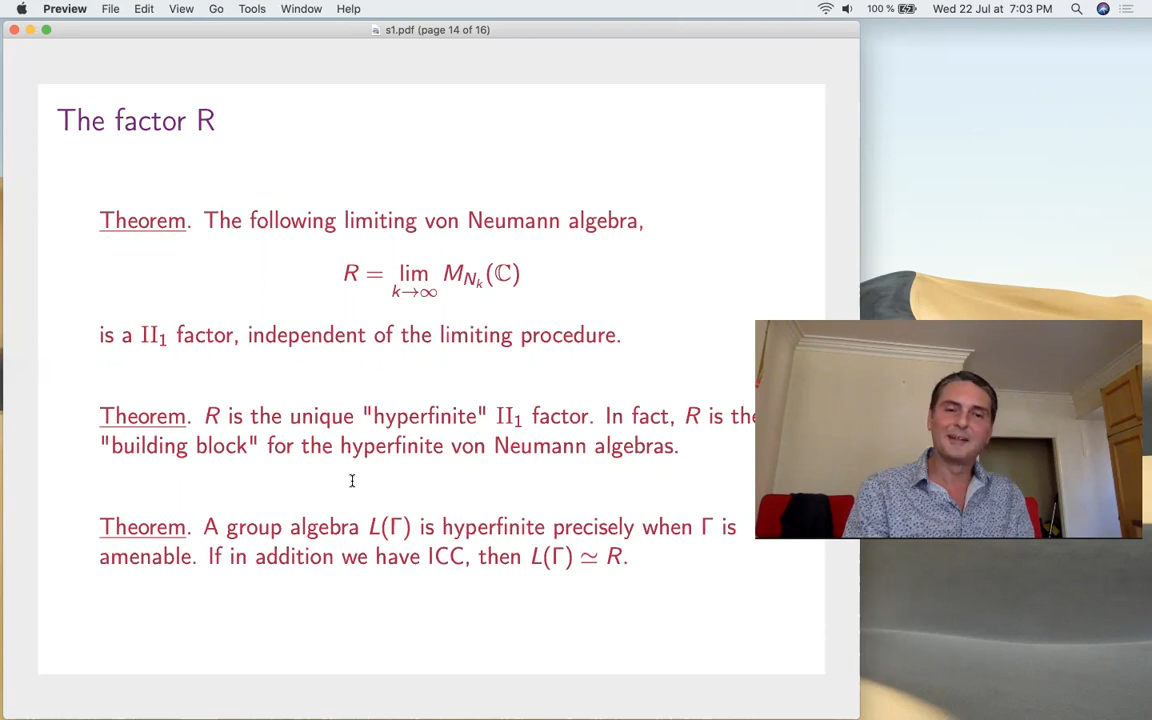 Preview File Edit View Go Tools Window Help 100 % Wed 22 Jul at 7:03 PM
s1.pdf (page 14 of 16)
The factor R
Theorem. The following limiting von Neumann algebra,
R = lim M_{N_k}(ℂ)
k→∞
is a II₁ factor, independent of the limiting procedure.
Theorem. R is the unique "hyperfinite" II₁ factor. In fact, R is the
"building block" for the hyperfinite von Neumann algebras.
Theorem. A group algebra L(Γ) is hyperfinite precisely when Γ is
amenable. If in addition we have ICC, then L(Γ) ≃ R.